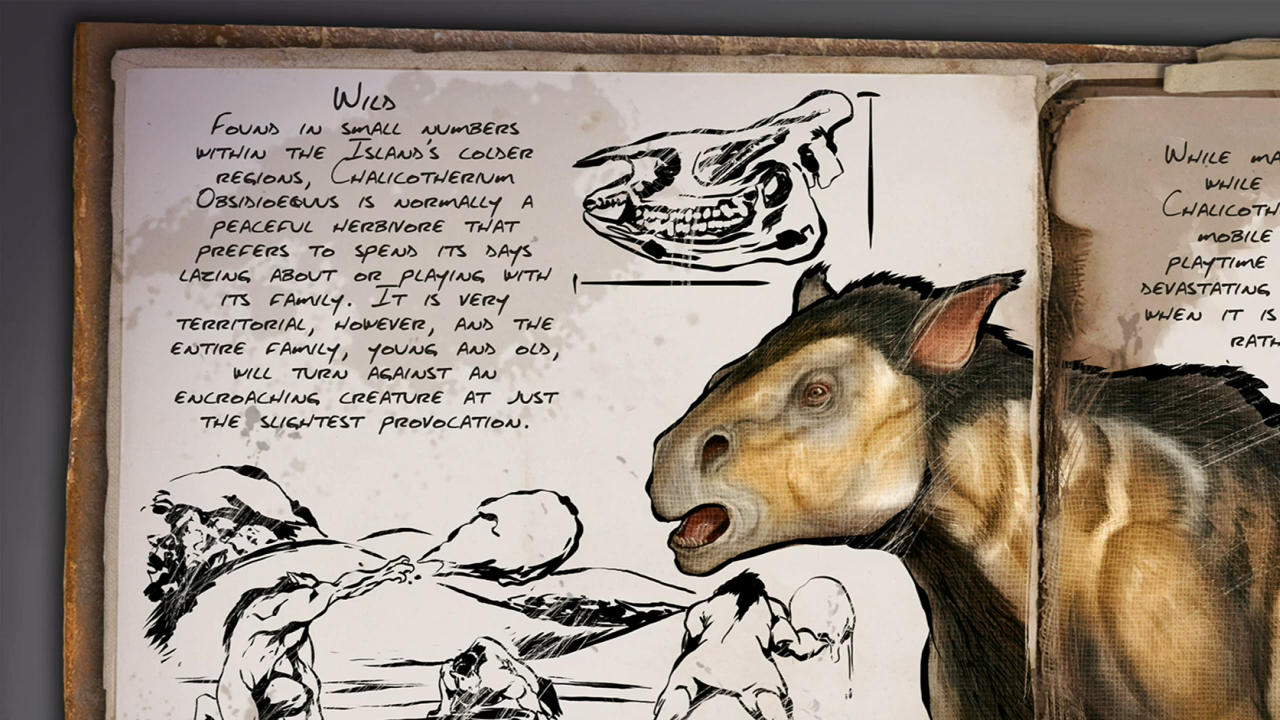 Wild
Found in small numbers
within the Island's colder
regions, Chalicotherium
Obsidioequus is normally a
peaceful herbivore that
prefers to spend its days
lazing about or playing with
its family. It is very
territorial, however, and the
entire family, young and old,
will turn against an
encroaching creature at just
the slightest provocation.
While
while
mobile
playtime
devastating
when it is